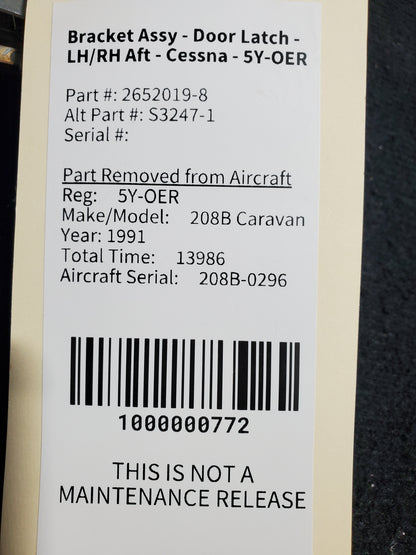 Bracket Assy - Door Latch -
LH/RH Aft - Cessna - 5Y-OER
Part #: 2652019-8
Alt Part #: S3247-1
Serial #:
Part Removed from Aircraft
Reg: 5Y-OER
Make/Model: 208B Caravan
Year: 1991
Total Time: 13986
Aircraft Serial: 208B-0296
1000000772
THIS IS NOT A
MAINTENANCE RELEASE